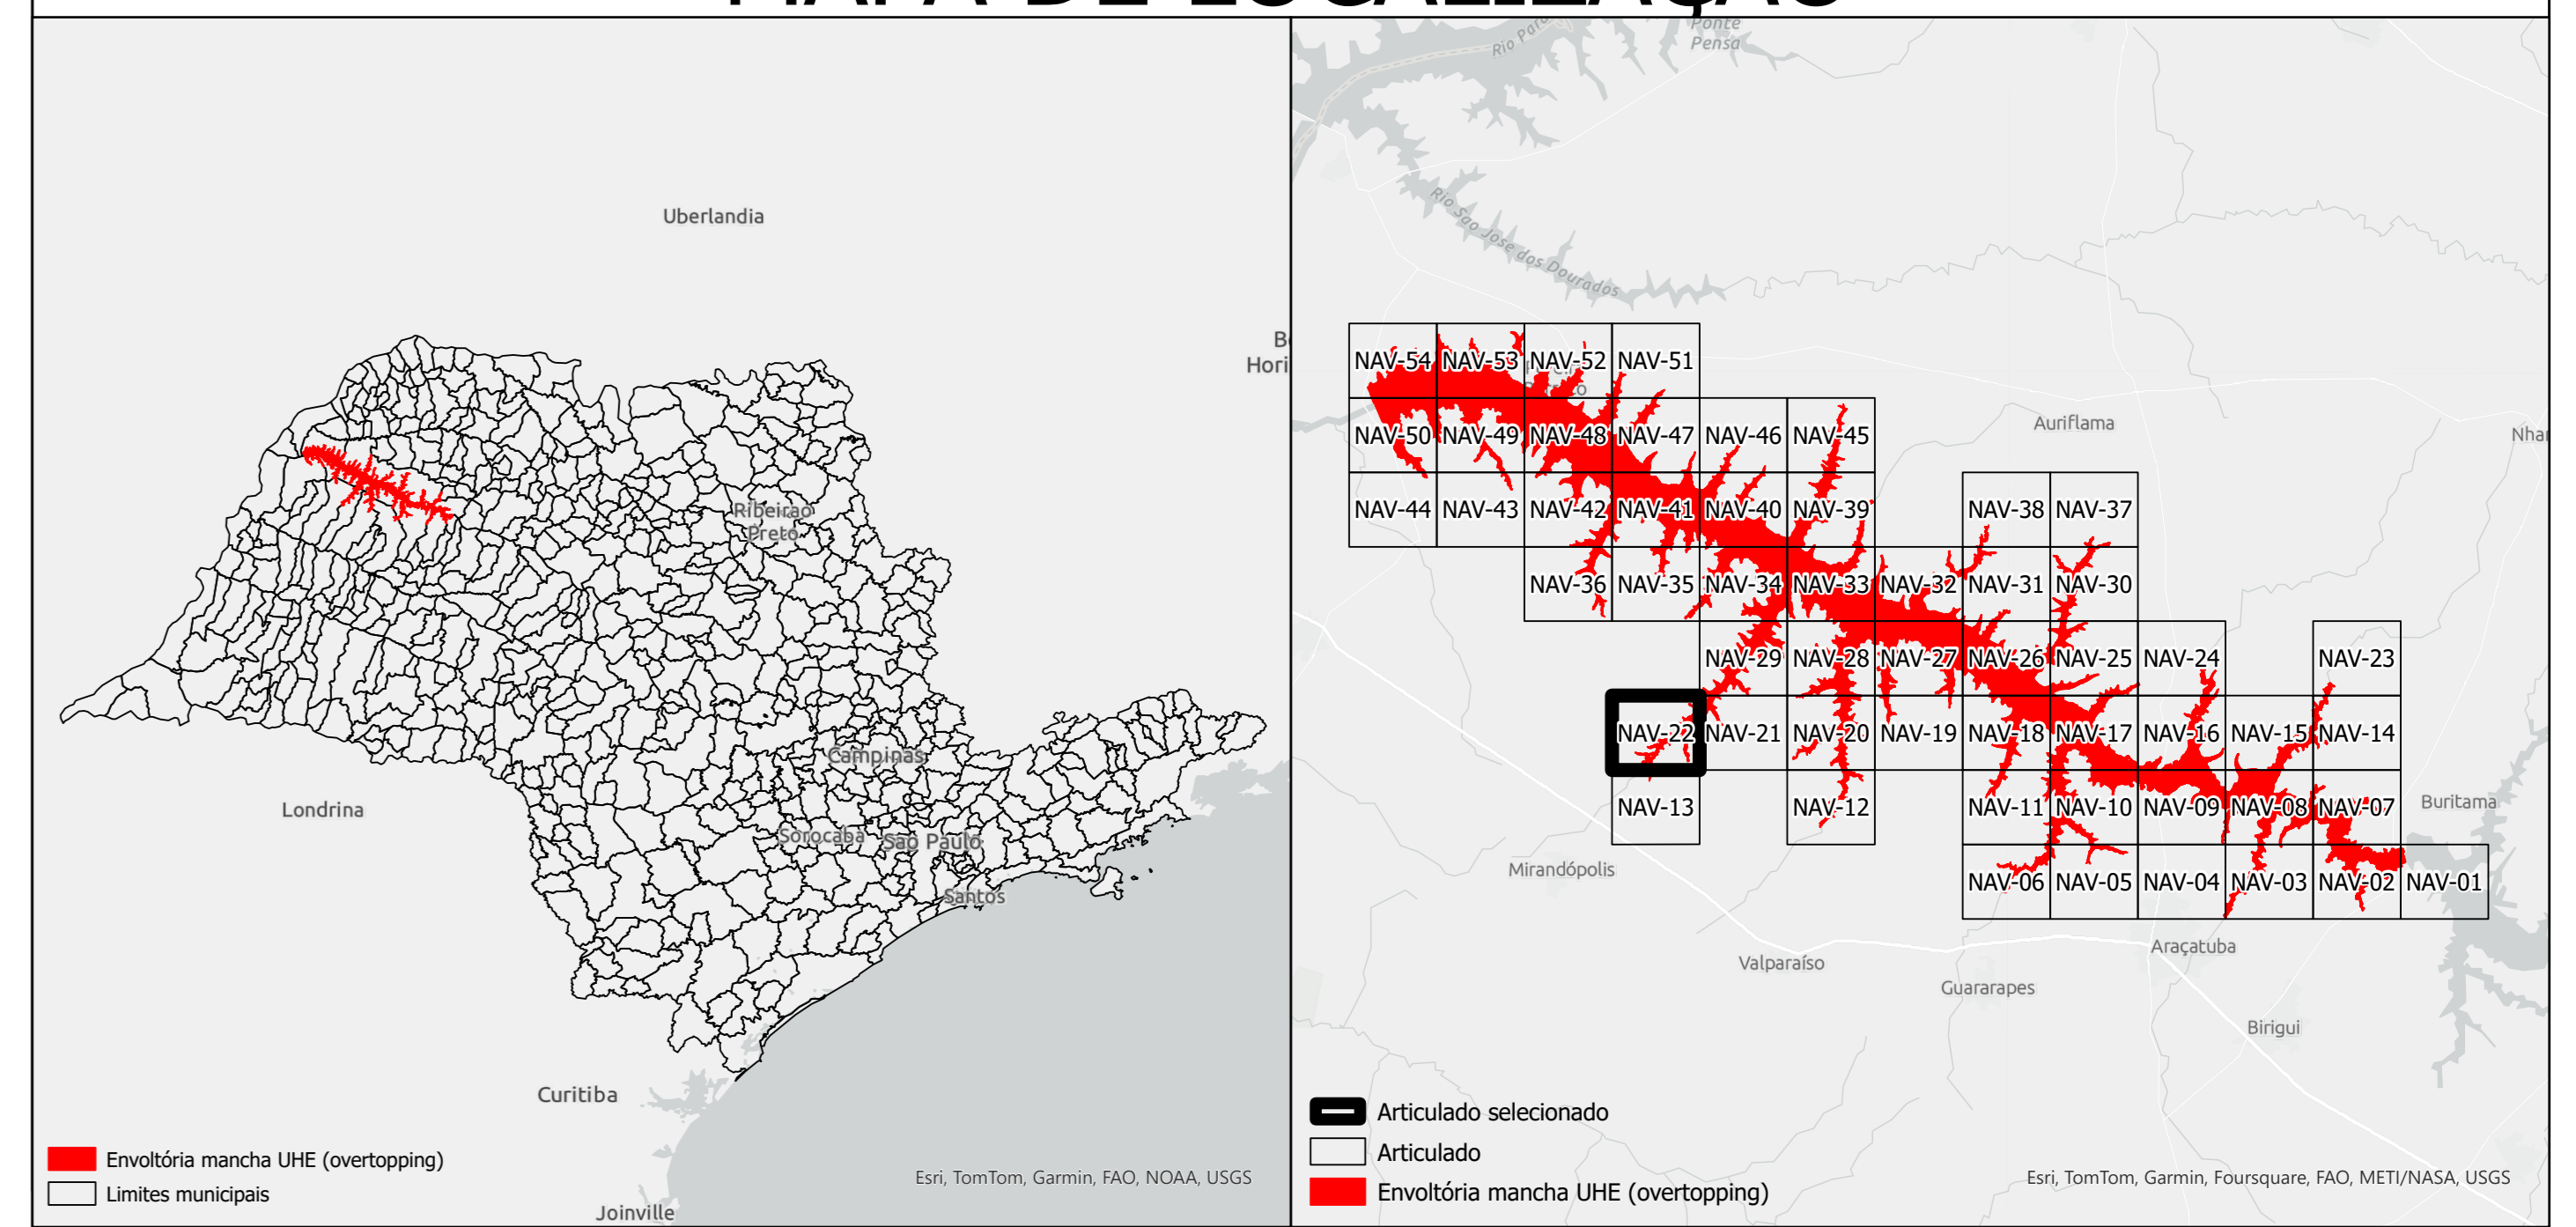 MAPA DE LOCALIZAÇÃO
Uberlandia
Ribeirao
Preto
Campinas
Londrina
Sorocaba
Sao Paulo
Santos
Curitiba
Joinville
Envoltória mancha UHE (overtopping)
Limites municipais
Esri, TomTom, Garmin, FAO, NOAA, USGS
Ponte
Pensa
Rio Sao Jose dos Dourados
NAV-54 NAV-53 NAV-52 NAV-51
NAV-50 NAV-49 NAV-48 NAV-47 NAV-46 NAV-45
Auriflama
NAV-44 NAV-43 NAV-42 NAV-41 NAV-40 NAV-39 NAV-38 NAV-37
NAV-36 NAV-35 NAV-34 NAV-33 NAV-32 NAV-31 NAV-30
NAV-29 NAV-28 NAV-27 NAV-26 NAV-25 NAV-24 NAV-23
NAV-22 NAV-21 NAV-20 NAV-19 NAV-18 NAV-17 NAV-16 NAV-15 NAV-14
NAV-13 NAV-12 NAV-11 NAV-10 NAV-09 NAV-08 NAV-07
Buritama
Mirandópolis
NAV-06 NAV-05 NAV-04 NAV-03 NAV-02 NAV-01
Araçatuba
Valparaíso
Guararapes
Birigui
Articulado selecionado
Articulado
Envoltória mancha UHE (overtopping)
Esri, TomTom, Garmin, Foursquare, FAO, METI/NASA, USGS